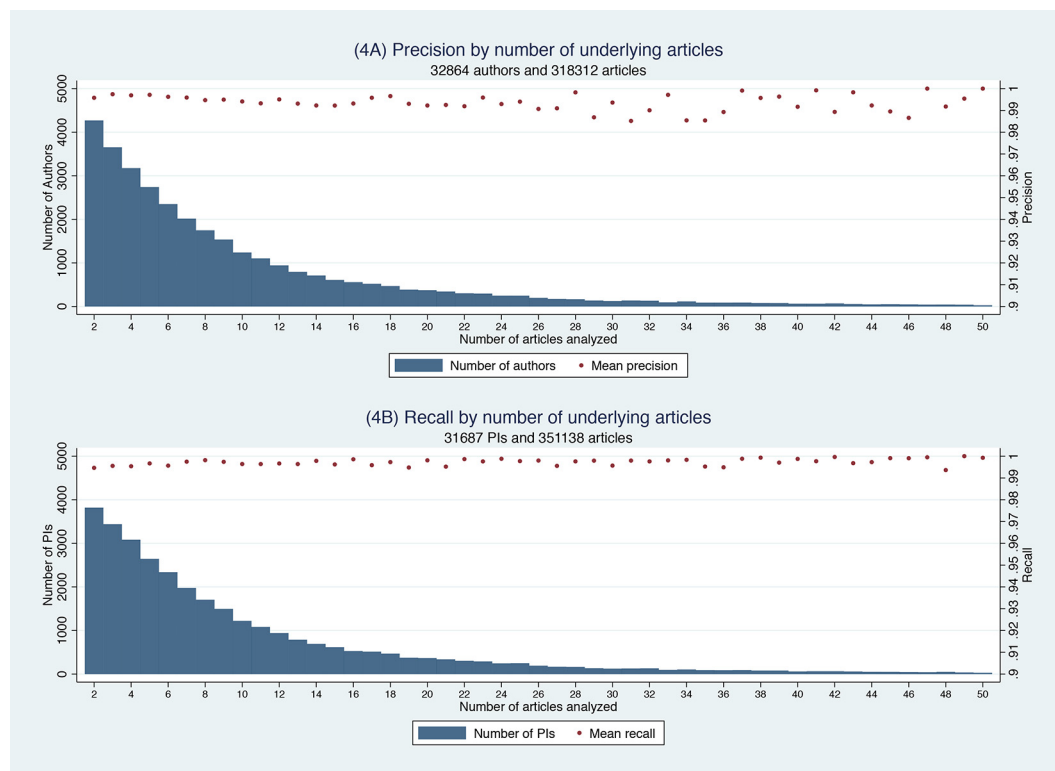 (4A) Precision by number of underlying articles
32864 authors and 318312 articles
Number of Authors
5000
4000
3000
2000
1000
0
1
.99
.98
.97
.96
.95
.94
.93
.92
.91
.9
Precision
2 4 6 8 10 12 14 16 18 20 22 24 26 28 30 32 34 36 38 40 42 44 46 48 50
Number of articles analyzed
Number of authors Mean precision
(4B) Recall by number of underlying articles
31687 PIs and 351138 articles
Number of PIs
5000
4000
3000
2000
1000
0
1
.99
.98
.97
.96
.95
.94
.93
.92
.91
.9
Recall
2 4 6 8 10 12 14 16 18 20 22 24 26 28 30 32 34 36 38 40 42 44 46 48 50
Number of articles analyzed
Number of PIs Mean recall